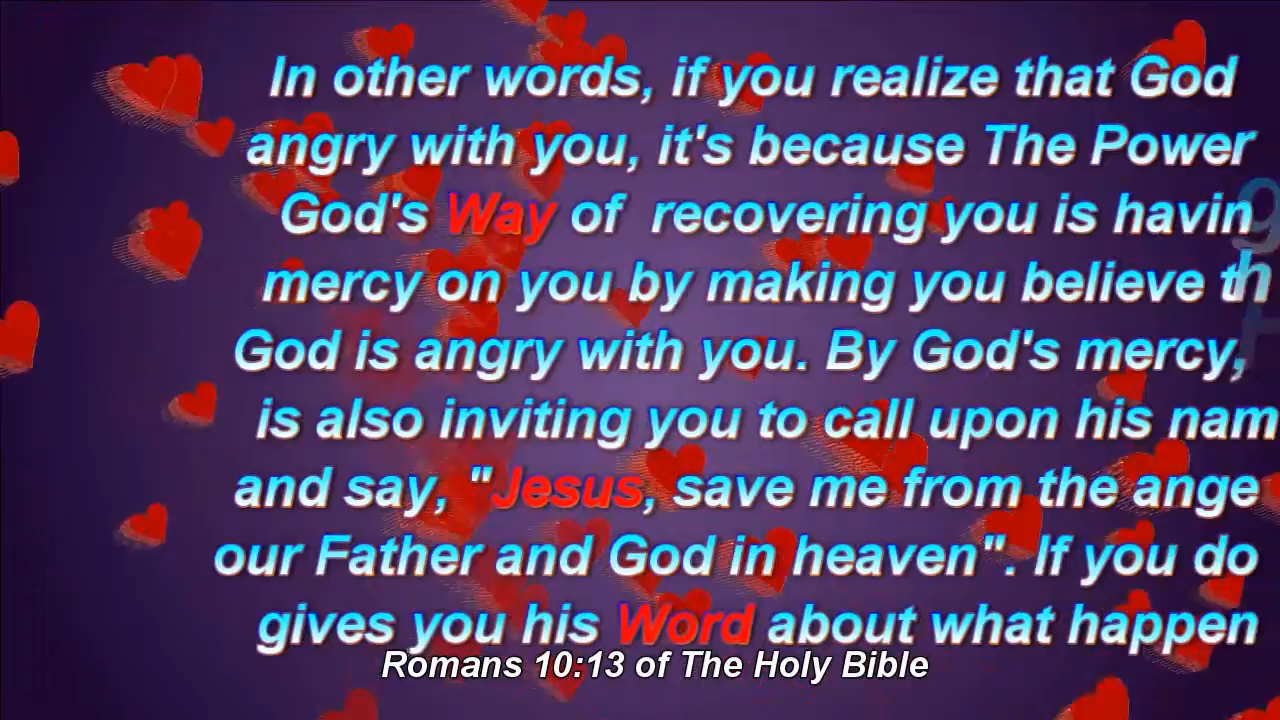 In other words, if you realize that God
angry with you, it's because The Power
God's Way of recovering you is havin g
mercy on you by making you believe th
God is angry with you. By God's mercy,
is also inviting you to call upon his nam
and say, "Jesus, save me from the ange
our Father and God in heaven". If you do
gives you his Word about what happen
Romans 10:13 of The Holy Bible